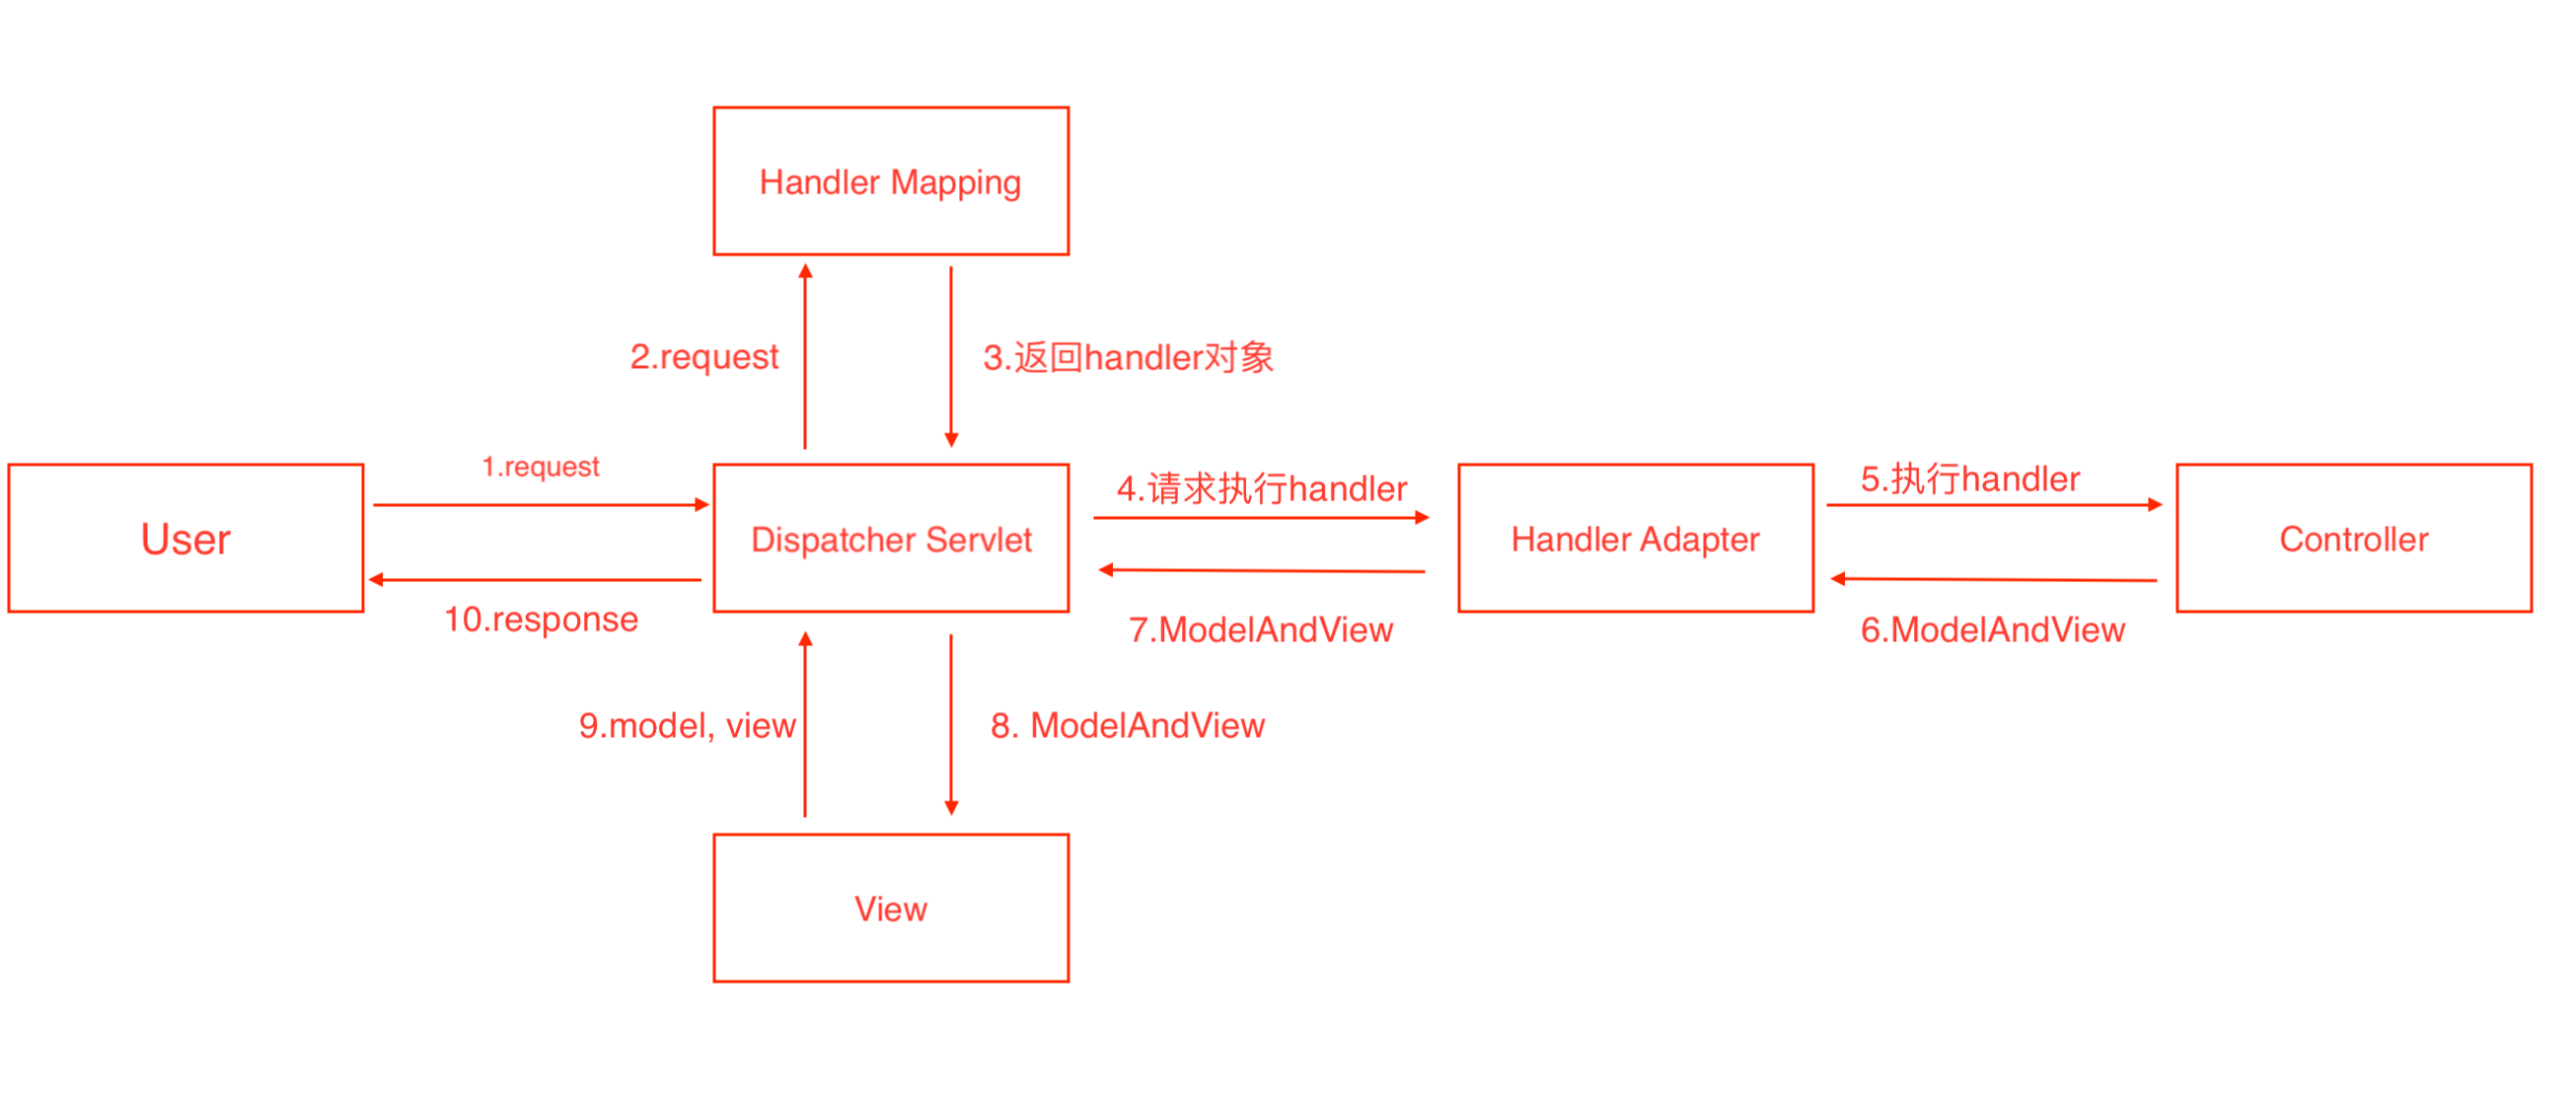 Handler Mapping
2.request
3.返回handler对象
1.request
4.请求执行handler
5.执行handler
User
Dispatcher Servlet
Handler Adapter
Controller
10.response
7.ModelAndView
6.ModelAndView
9.model, view
8. ModelAndView
View